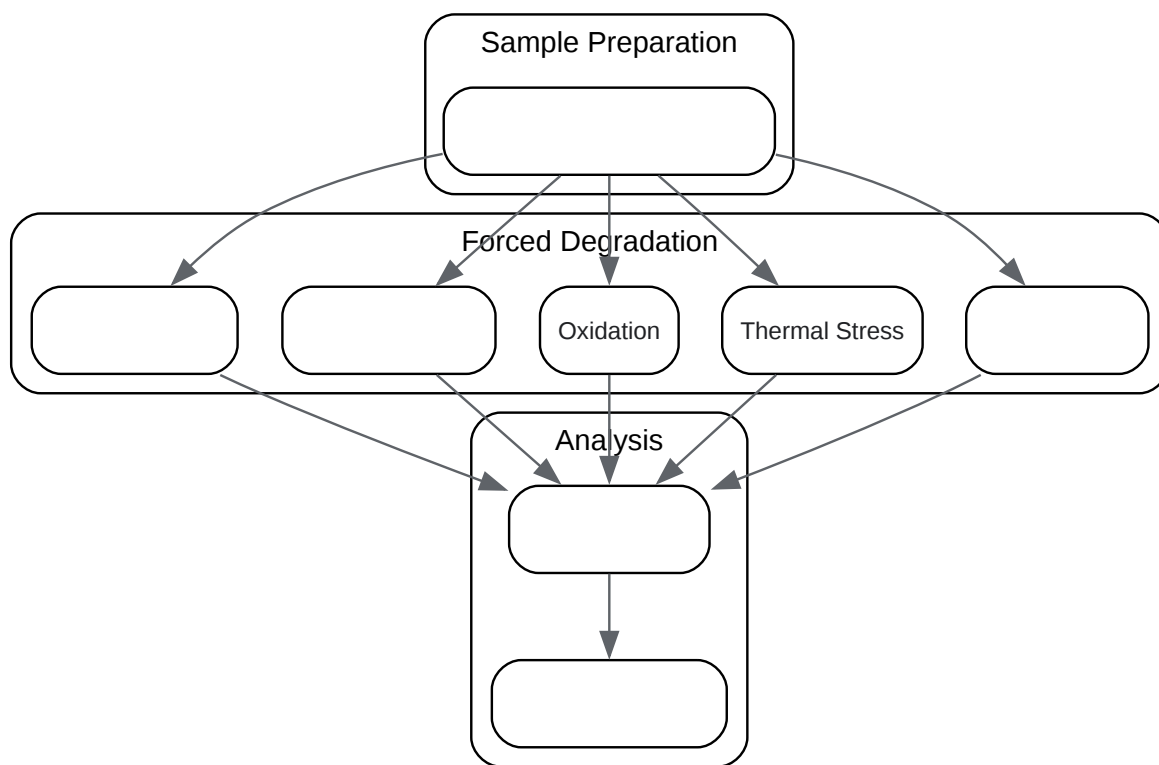 Sample Preparation
Forced Degradation
Oxidation
Thermal Stress
Analysis